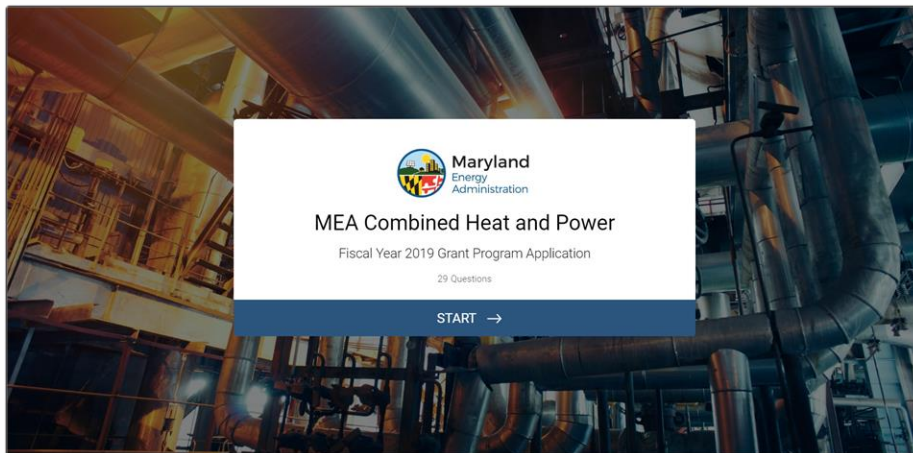 Maryland
Energy
Administration
MEA Combined Heat and Power
Fiscal Year 2019 Grant Program Application
29 Questions
START →